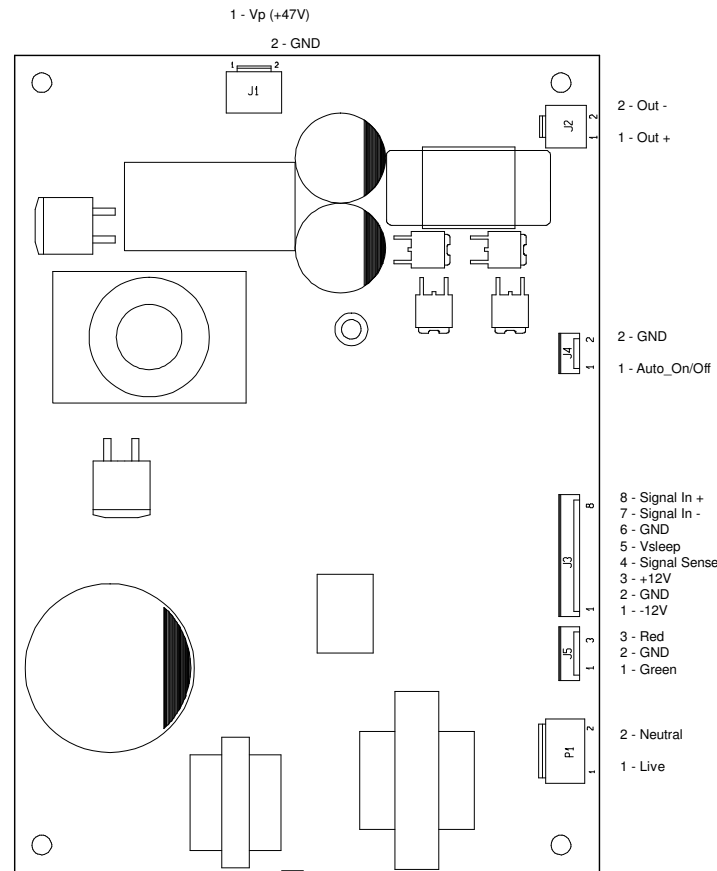 1 - Vp (+47V)
2 - GND
1 2
J1
J2
2
1
2 - Out -
1 - Out +
J4
2
1
2 - GND
1 - Auto_On/Off
J3
8
1
8 - Signal In +
7 - Signal In -
6 - GND
5 - Vsleep
4 - Signal Sense
3 - +12V
2 - GND
1 - -12V
J5
3
1
3 - Red
2 - GND
1 - Green
P1
2
1
2 - Neutral
1 - Live